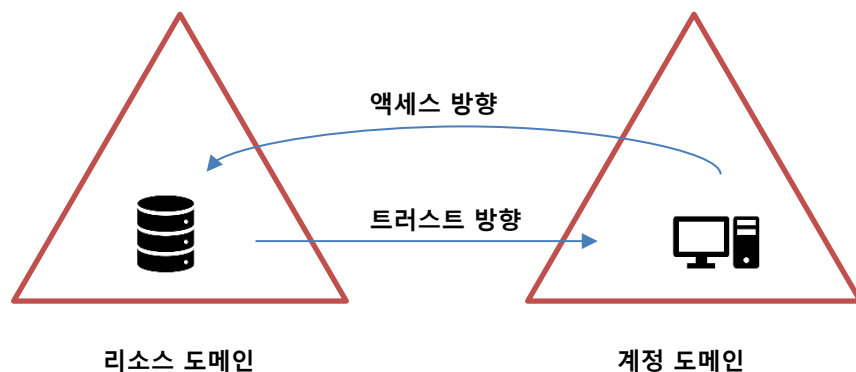 액세스 방향
트러스트 방향
리소스 도메인
계정 도메인